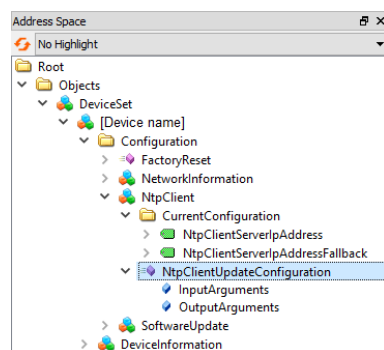 Address Space
No Highlight
Root
Objects
DeviceSet
[Device name]
Configuration
FactoryReset
NetworkInformation
NtpClient
CurrentConfiguration
NtpClientServerIpAddress
NtpClientServerIpAddressFallback
NtpClientUpdateConfiguration
InputArguments
OutputArguments
SoftwareUpdate
DeviceInformation